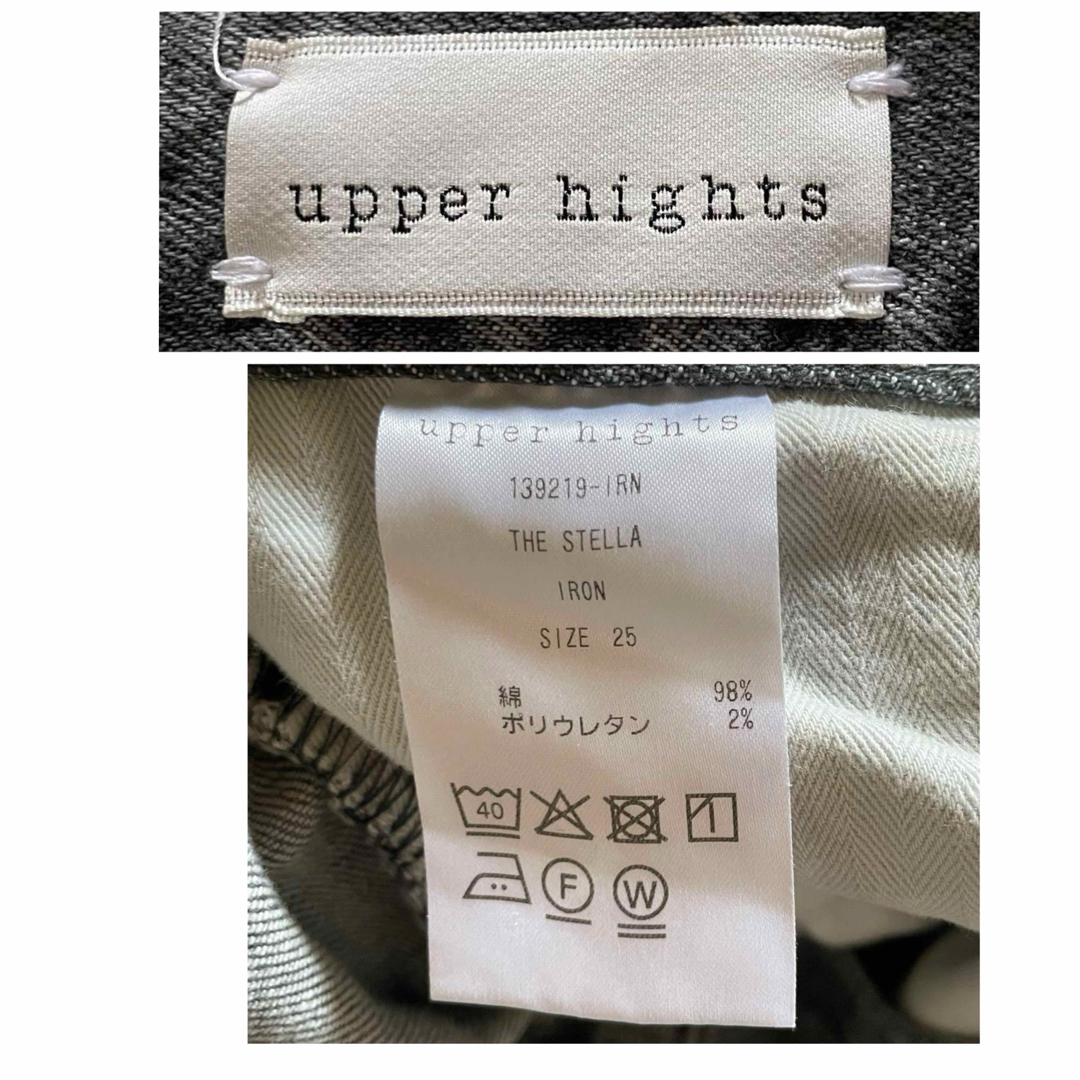 upper hights
upper hights
139219-IRN
THE STELLA
IRON
SIZE 25
綿 98%
ポリウレタン 2%
40
F
W